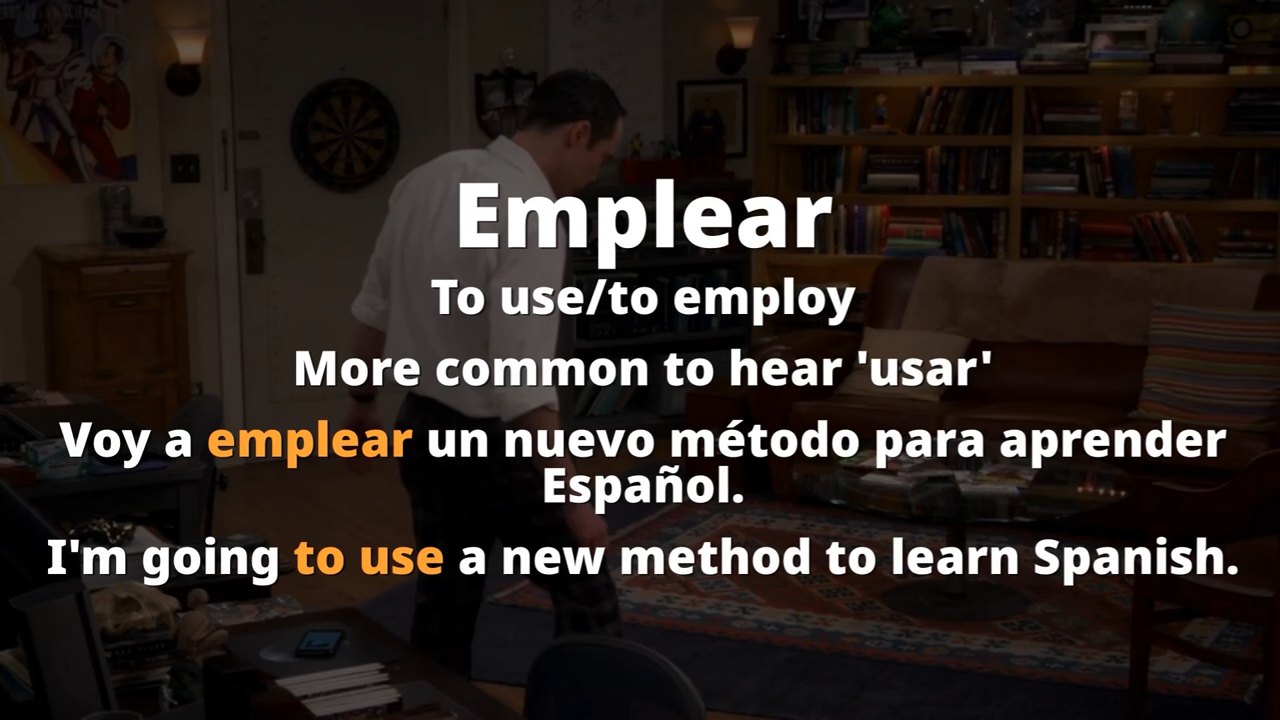 Emplear
To use/to employ
More common to hear 'usar'
Voy a emplear un nuevo método para aprender
Español.
I'm going to use a new method to learn Spanish.